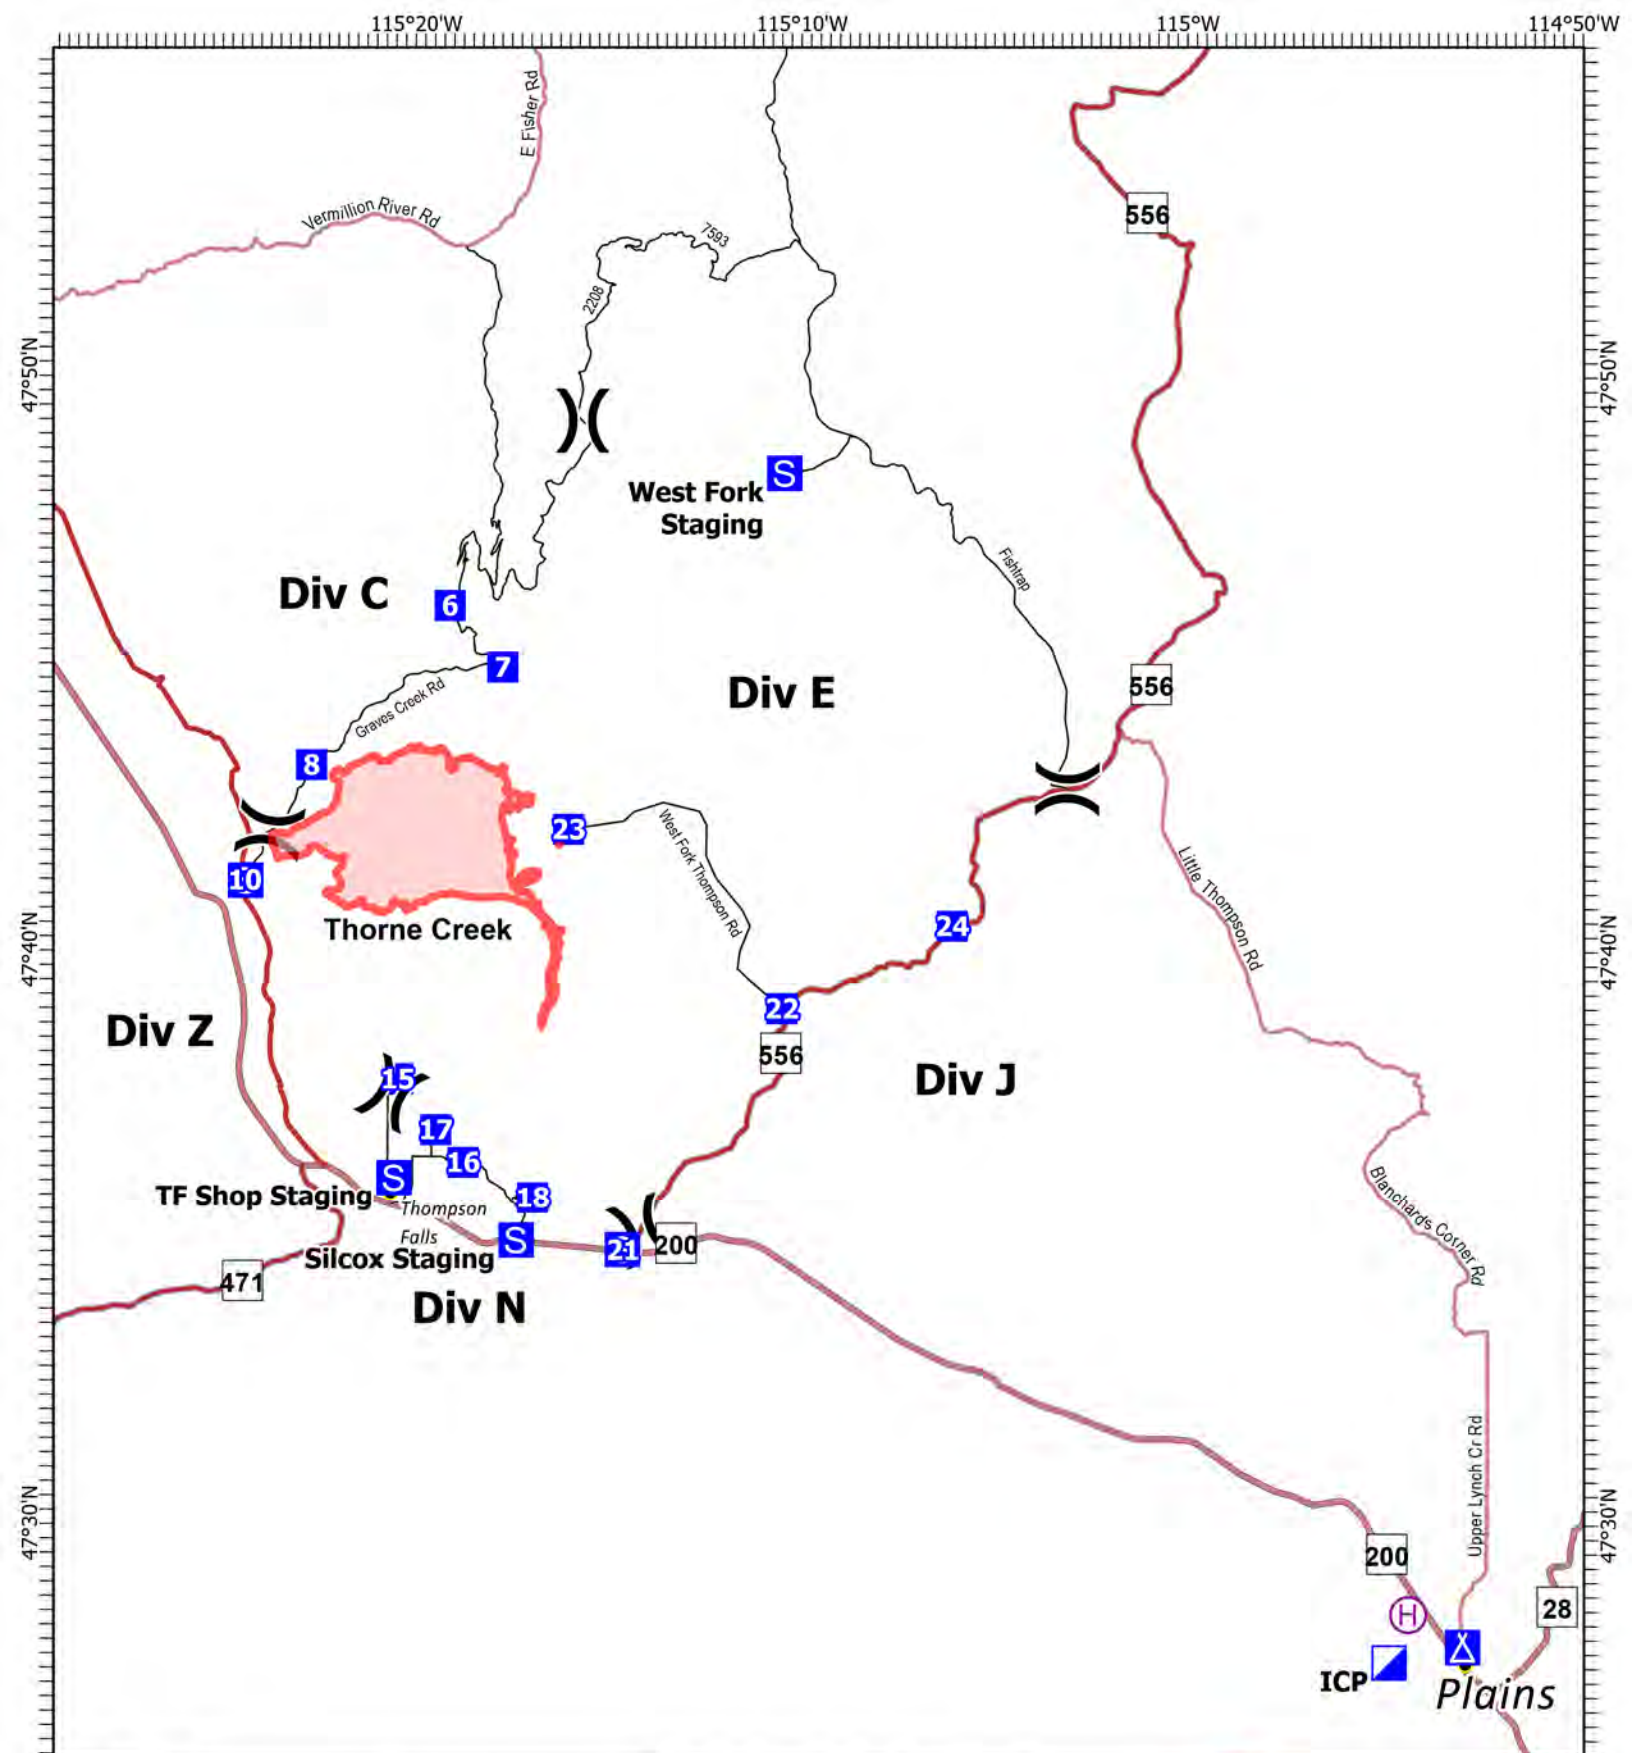 115°20'W
115°10'W
115°W
114°50'W
E Fisher Rd
Vermillion River Rd
556
7593
2208
47°50'N
47°50'N
S
West Fork
Staging
Fishtrap
Div C
6
7
Div E
556
Graves Creek Rd
8
23
West Fork Thompson Rd
10
Little Thompson Rd
Thorne Creek
24
47°40'N
47°40'N
22
Div Z
556
Div J
15
17
16
S
TF Shop Staging
18
Thompson
Falls
Blanchards Corner Rd
S
Silcox Staging
21
200
471
Div N
Upper Lynch Cr Rd
47°30'N
47°30'N
200
28
H
ICP
Plains